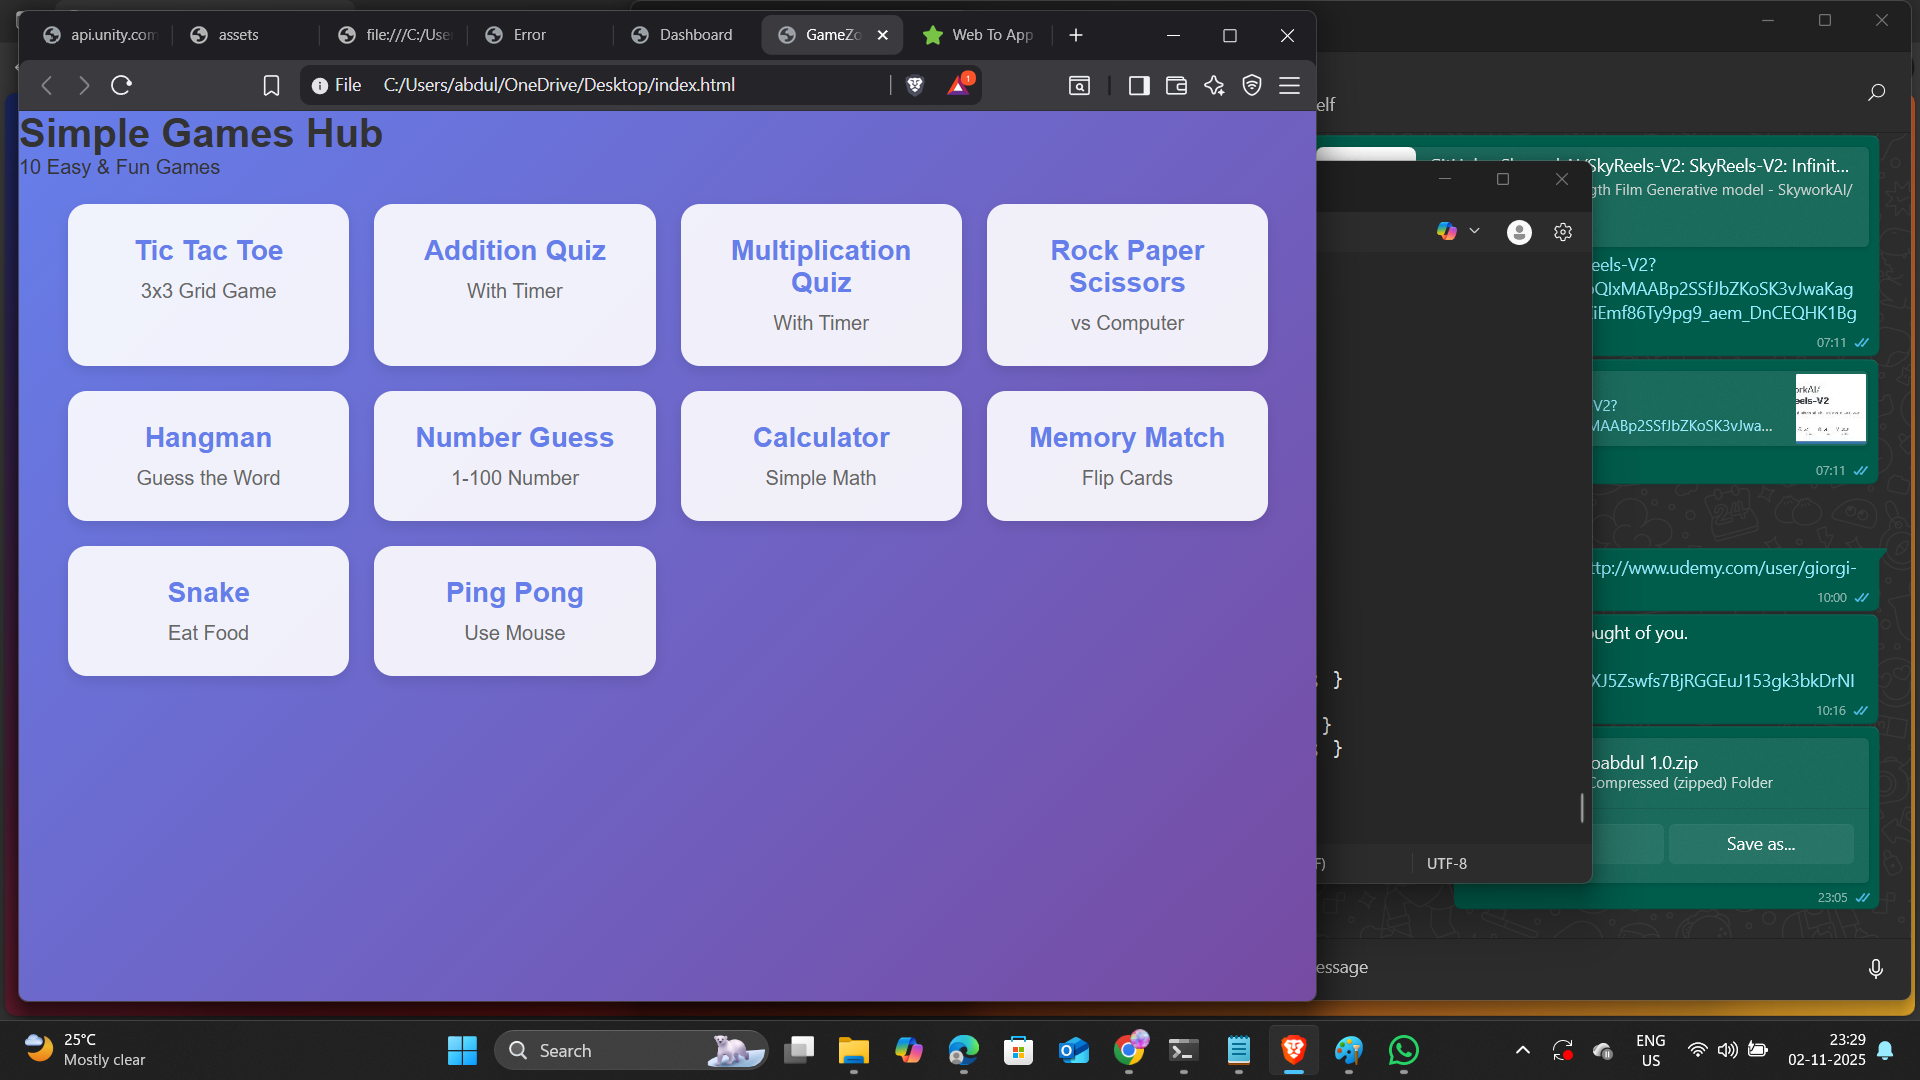 api.unity.com
assets
file:///C:/User
Error
Dashboard
GameZo
Web To App
File C:/Users/abdul/OneDrive/Desktop/index.html
1
Simple Games Hub
10 Easy & Fun Games
Tic Tac Toe
3x3 Grid Game
Addition Quiz
With Timer
Multiplication
Quiz
With Timer
Rock Paper
Scissors
vs Computer
Hangman
Guess the Word
Number Guess
1-100 Number
Calculator
Simple Math
Memory Match
Flip Cards
Snake
Eat Food
Ping Pong
Use Mouse
elf
SkyReels-V2: SkyReels-V2: Infinit...
gth Film Generative model - SkyworkAI/
eels-V2?
QIxMAABp2SSfJbZKoSK3vJwaKag
iEmf86Ty9pg9_aem_DnCEQHK1Bg
07:11
V2?
MAABp2SSfJbZKoSK3vJwa...
07:11
ttp://www.udemy.com/user/giorgi-
10:00
ught of you.
XJ5Zswfs7BjRGGEuJ153gk3bkDrNI
10:16
oabdul 1.0.zip
Compressed (zipped) Folder
Save as...
23:05
essage
}
}
}
F)
UTF-8
25°C
Mostly clear
Search
ENG
US
23:29
02-11-2025